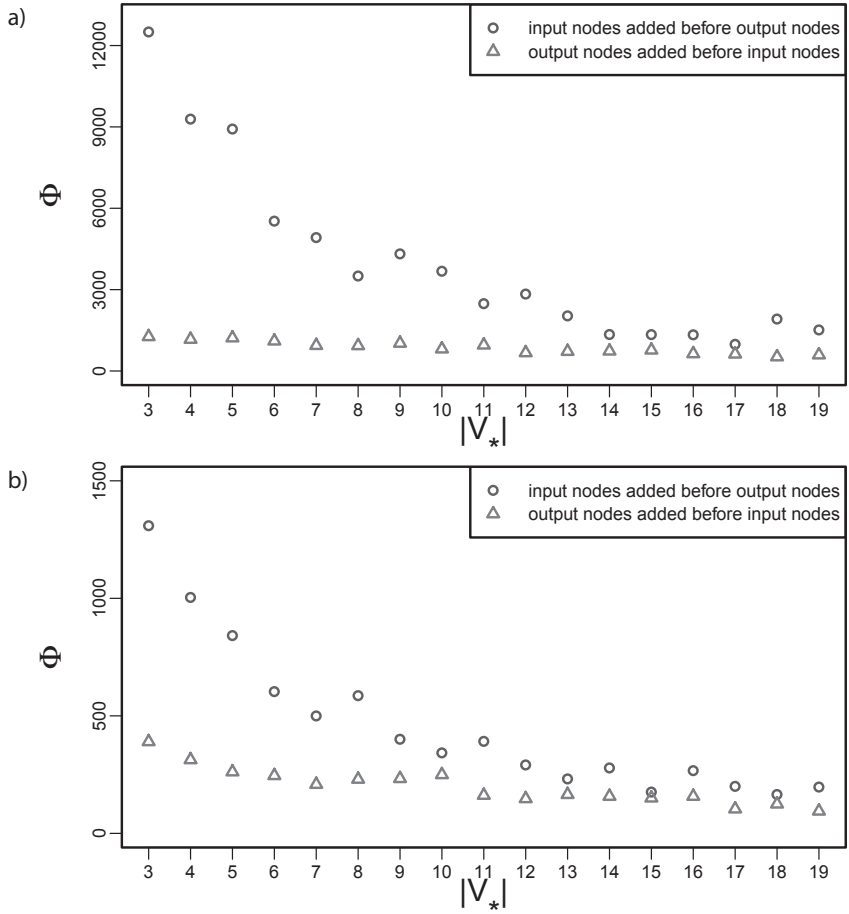 a)
input nodes added before output nodes
output nodes added before input nodes
12000
9000
6000
3000
0
Φ
3 4 5 6 7 8 9 10 11 12 13 14 15 16 17 18 19
|V*|
b)
input nodes added before output nodes
output nodes added before input nodes
1500
1000
500
0
Φ
3 4 5 6 7 8 9 10 11 12 13 14 15 16 17 18 19
|V*|